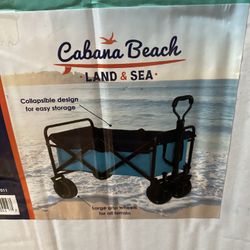 Cabana Beach
LAND & SEA
Collapsible design
for easy storage
Large grip wheels
for all terrain